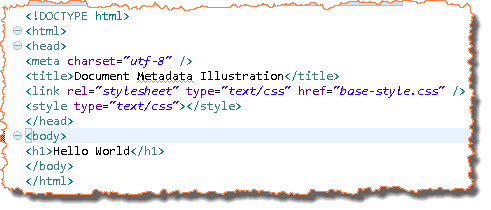 <!DOCTYPE html>
<html>
<head>
<meta charset="utf-8" />
<title>Document Metadata Illustration</title>
<link rel="stylesheet" type="text/css" href="base-style.css" />
<style type="text/css"></style>
</head>
<body>
<h1>Hello World</h1>
</body>
</html>